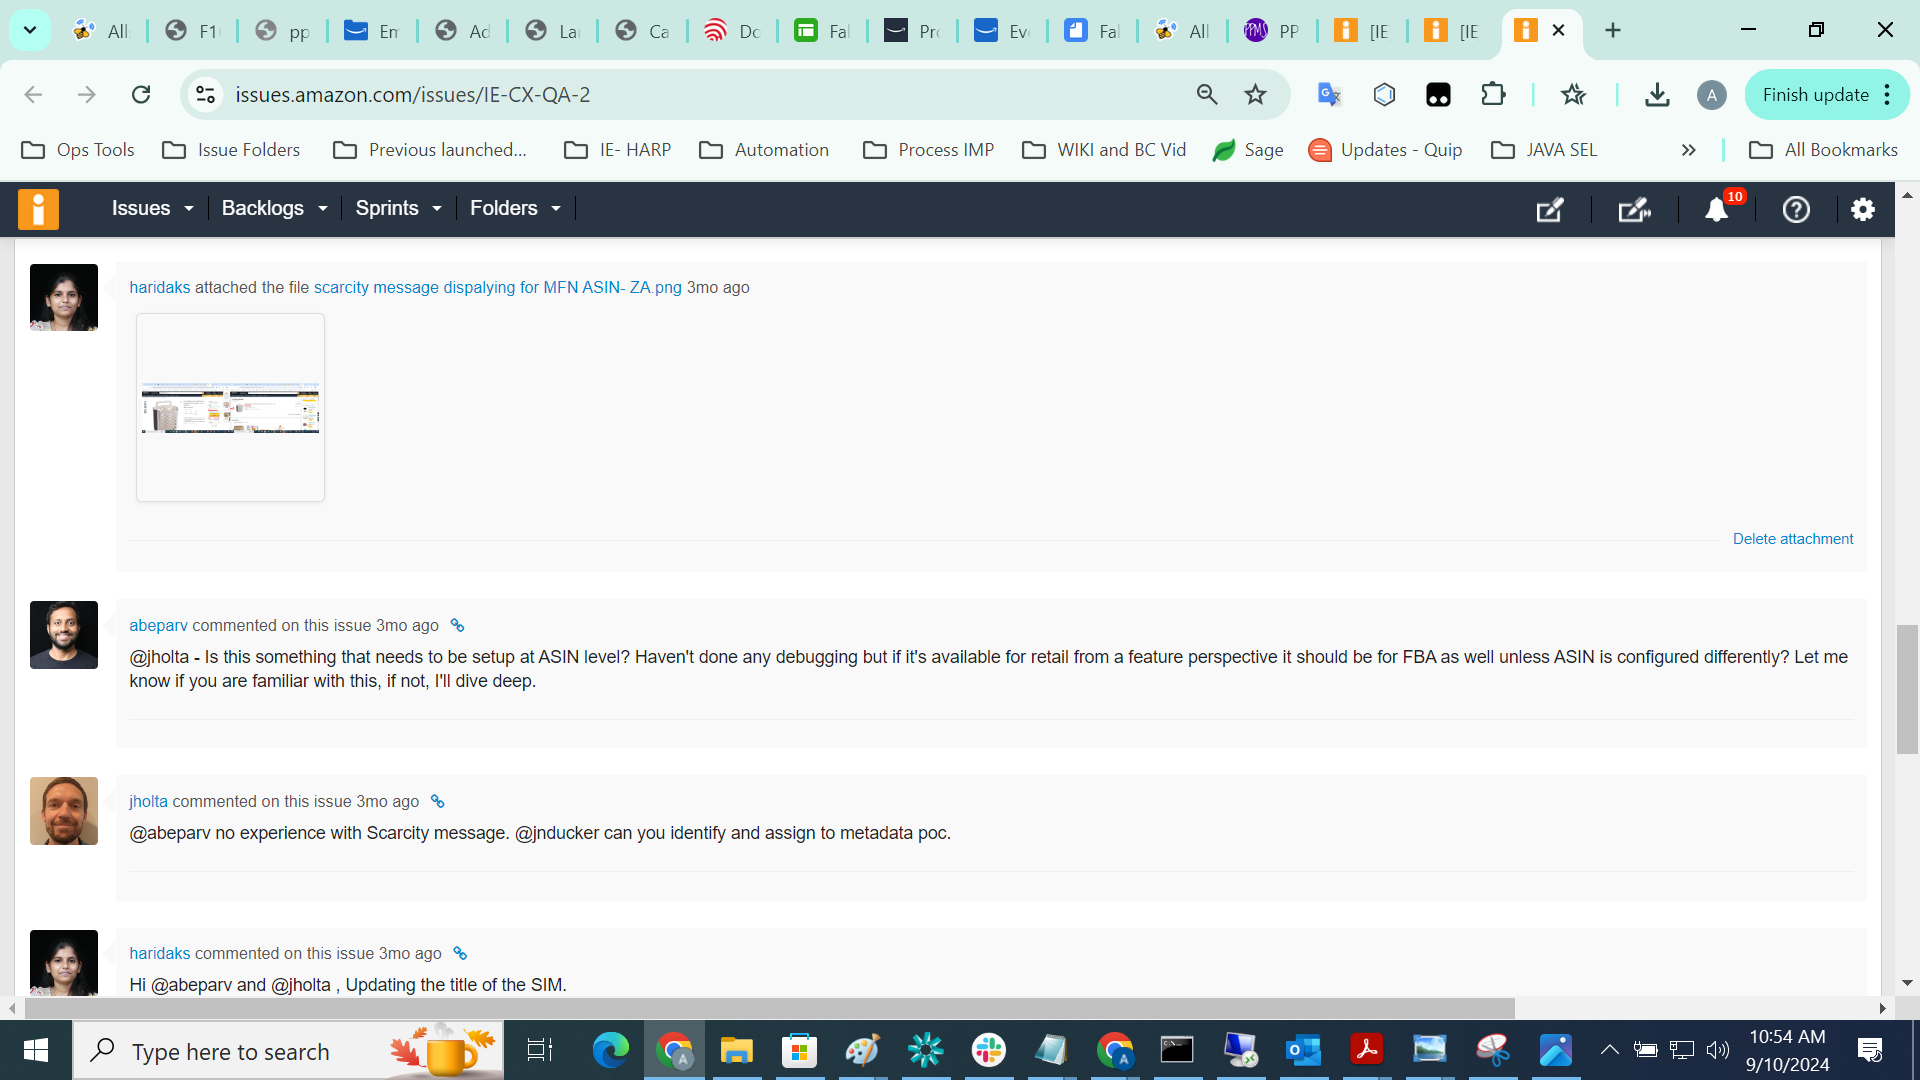 All
F1
pp
Em
Ad
La
Ca
Do
Fal
Pro
Ev
Fal
All
PP
[IE
[IE
issues.amazon.com/issues/IE-CX-QA-2
A
Finish update
Ops Tools
Issue Folders
Previous launched...
IE- HARP
Automation
Process IMP
WIKI and BC Vid
Sage
Updates - Quip
JAVA SEL
»
All Bookmarks
Issues
Backlogs
Sprints
Folders
10
haridaks attached the file scarcity message dispalying for MFN ASIN- ZA.png 3mo ago
Delete attachment
abeparv commented on this issue 3mo ago
@jholta - Is this something that needs to be setup at ASIN level? Haven't done any debugging but if it's available for retail from a feature perspective it should be for FBA as well unless ASIN is configured differently? Let me
know if you are familiar with this, if not, I'll dive deep.
jholta commented on this issue 3mo ago
@abeparv no experience with Scarcity message. @jnducker can you identify and assign to metadata poc.
haridaks commented on this issue 3mo ago
Hi @abeparv and @jholta , Updating the title of the SIM.
Type here to search
10:54 AM
9/10/2024